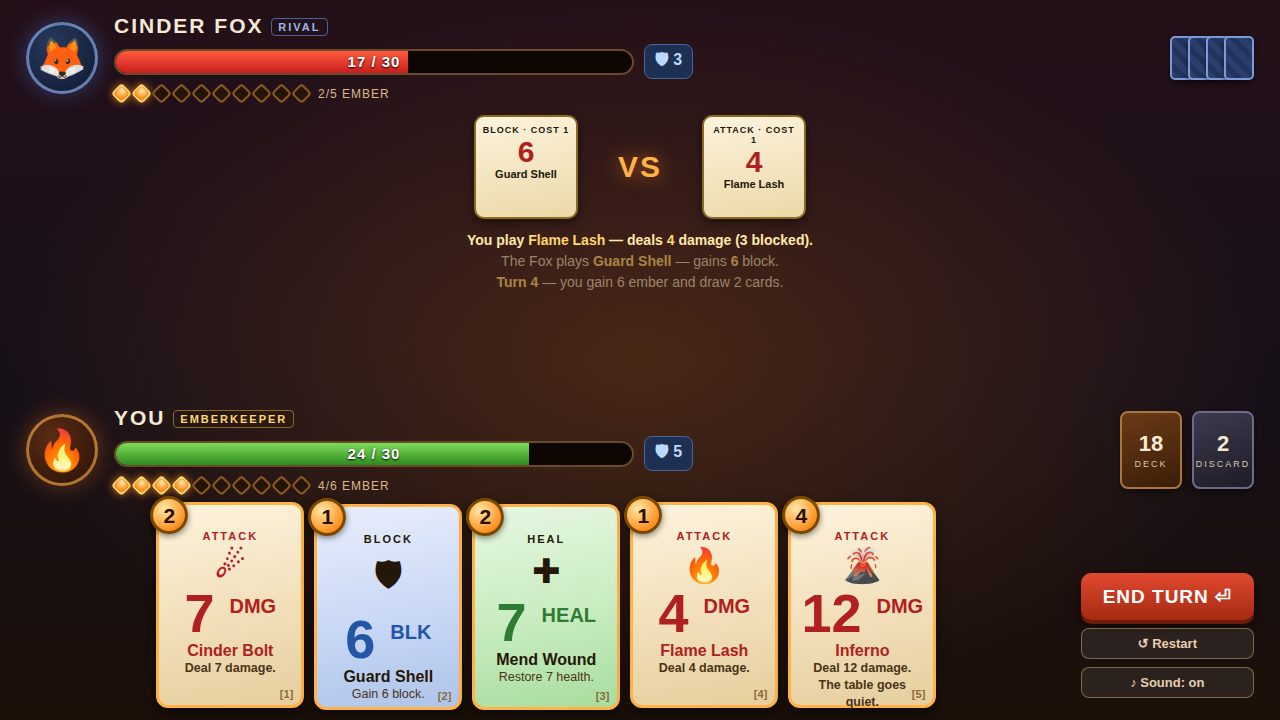 CINDER FOX RIVAL
17 / 30
3
2/5 EMBER
BLOCK · COST 1
6
Guard Shell
VS
ATTACK · COST
1
4
Flame Lash
You play Flame Lash — deals 4 damage (3 blocked).
The Fox plays Guard Shell — gains 6 block.
Turn 4 — you gain 6 ember and draw 2 cards.
YOU EMBERKEEPER
24 / 30
5
4/6 EMBER
18
DECK
2
DISCARD
2
ATTACK
7 DMG
Cinder Bolt
Deal 7 damage.
[1]
1
BLOCK
6 BLK
Guard Shell
Gain 6 block.
[2]
2
HEAL
7 HEAL
Mend Wound
Restore 7 health.
[3]
1
ATTACK
4 DMG
Flame Lash
Deal 4 damage.
[4]
4
ATTACK
12 DMG
Inferno
Deal 12 damage.
The table goes
quiet.
[5]
END TURN ⏎
↺ Restart
♪ Sound: on